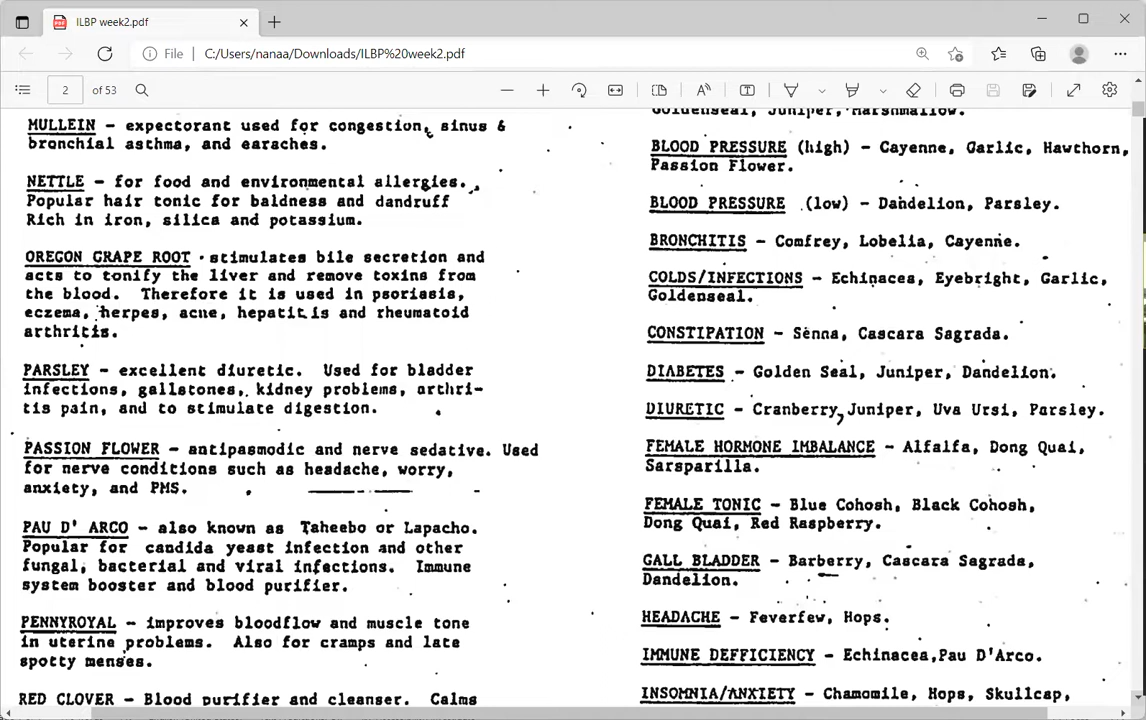 ILBP week2.pdf
File
C:/Users/nanaa/Downloads/ILBP%20week2.pdf
2 of 53
MULLEIN - expectorant used for congestion, sinus &
bronchial asthma, and earaches.
NETTLE - for food and environmental allergies.
Popular hair tonic for baldness and dandruff
Rich in iron, silica and potassium.
OREGON GRAPE ROOT - stimulates bile secretion and
acts to tonify the liver and remove toxins from
the blood. Therefore it is used in psoriasis,
eczema, herpes, acne, hepatitis and rheumatoid
arthritis.
PARSLEY - excellent diuretic. Used for bladder
infections, gallstones, kidney problems, arthri-
tis pain, and to stimulate digestion.
PASSION FLOWER - antipasmodic and nerve sedative. Used
for nerve conditions such as headache, worry,
anxiety, and PMS.
PAU D' ARCO - also known as Taheebo or Lapacho.
Popular for candida yeast infection and other
fungal, bacterial and viral infections. Immune
system booster and blood purifier.
PENNYROYAL - improves bloodflow and muscle tone
in uterine problems. Also for cramps and late
spotty menses.
RED CLOVER - Blood purifier and cleanser. Calms
Goldenseal, Juniper, Marshmallow.
BLOOD PRESSURE (high) - Cayenne, Garlic, Hawthorn,
Passion Flower.
BLOOD PRESSURE (low) - Dandelion, Parsley.
BRONCHITIS - Comfrey, Lobelia, Cayenne.
COLDS/INFECTIONS - Echinacea, Eyebright, Garlic,
Goldenseal.
CONSTIPATION - Senna, Cascara Sagrada.
DIABETES - Golden Seal, Juniper, Dandelion.
DIURETIC - Cranberry, Juniper, Uva Ursi, Parsley.
FEMALE HORMONE IMBALANCE - Alfalfa, Dong Quai,
Sarsparilla.
FEMALE TONIC - Blue Cohosh, Black Cohosh,
Dong Quai, Red Raspberry.
GALL BLADDER - Barberry, Cascara Sagrada,
Dandelion.
HEADACHE - Feverfew, Hops.
IMMUNE DEFFICIENCY - Echinacea,Pau D'Arco.
INSOMNIA/ANXIETY - Chamomile, Hops, Skullcap,